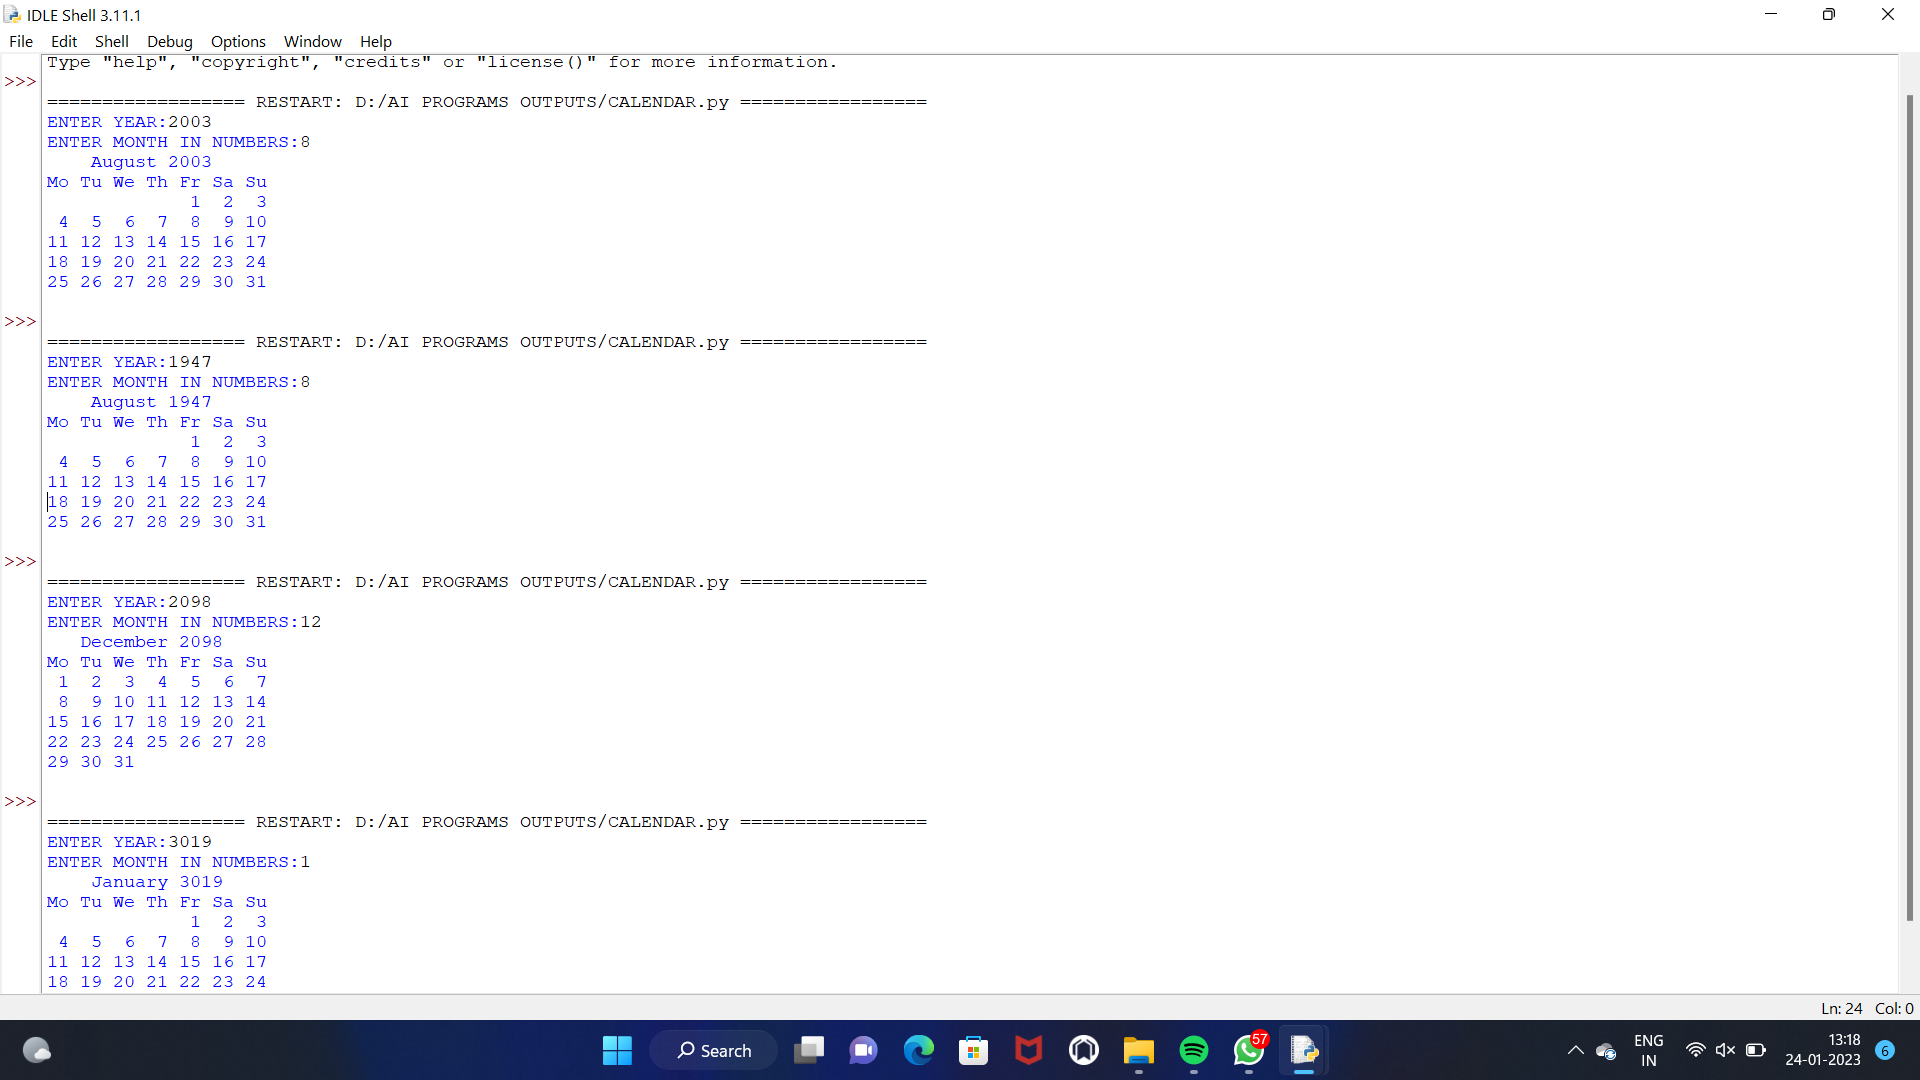 IDLE Shell 3.11.1
File Edit Shell Debug Options Window Help
Type "help", "copyright", "credits" or "license()" for more information.
>>>
================== RESTART: D:/AI PROGRAMS OUTPUTS/CALENDAR.py =================
ENTER YEAR:2003
ENTER MONTH IN NUMBERS:8
    August 2003
Mo Tu We Th Fr Sa Su
             1  2  3
 4  5  6  7  8  9 10
11 12 13 14 15 16 17
18 19 20 21 22 23 24
25 26 27 28 29 30 31
>>>
================== RESTART: D:/AI PROGRAMS OUTPUTS/CALENDAR.py =================
ENTER YEAR:1947
ENTER MONTH IN NUMBERS:8
    August 1947
Mo Tu We Th Fr Sa Su
             1  2  3
 4  5  6  7  8  9 10
11 12 13 14 15 16 17
18 19 20 21 22 23 24
25 26 27 28 29 30 31
>>>
================== RESTART: D:/AI PROGRAMS OUTPUTS/CALENDAR.py =================
ENTER YEAR:2098
ENTER MONTH IN NUMBERS:12
   December 2098
Mo Tu We Th Fr Sa Su
 1  2  3  4  5  6  7
 8  9 10 11 12 13 14
15 16 17 18 19 20 21
22 23 24 25 26 27 28
29 30 31
>>>
================== RESTART: D:/AI PROGRAMS OUTPUTS/CALENDAR.py =================
ENTER YEAR:3019
ENTER MONTH IN NUMBERS:1
    January 3019
Mo Tu We Th Fr Sa Su
             1  2  3
 4  5  6  7  8  9 10
11 12 13 14 15 16 17
18 19 20 21 22 23 24
Ln: 24 Col: 0
Search
57
ENG
IN
13:18
24-01-2023
6